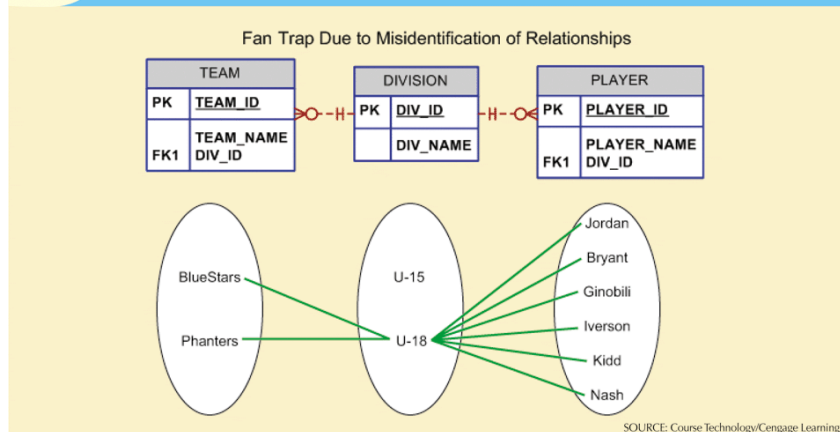 Fan Trap Due to Misidentification of Relationships
TEAM
PK TEAM_ID
TEAM_NAME
FK1 DIV_ID
DIVISION
PK DIV_ID
DIV_NAME
PLAYER
PK PLAYER_ID
PLAYER_NAME
FK1 DIV_ID
BlueStars
Phanters
U-15
U-18
Jordan
Bryant
Ginobili
Iverson
Kidd
Nash
SOURCE: Course Technology/Cengage Learning